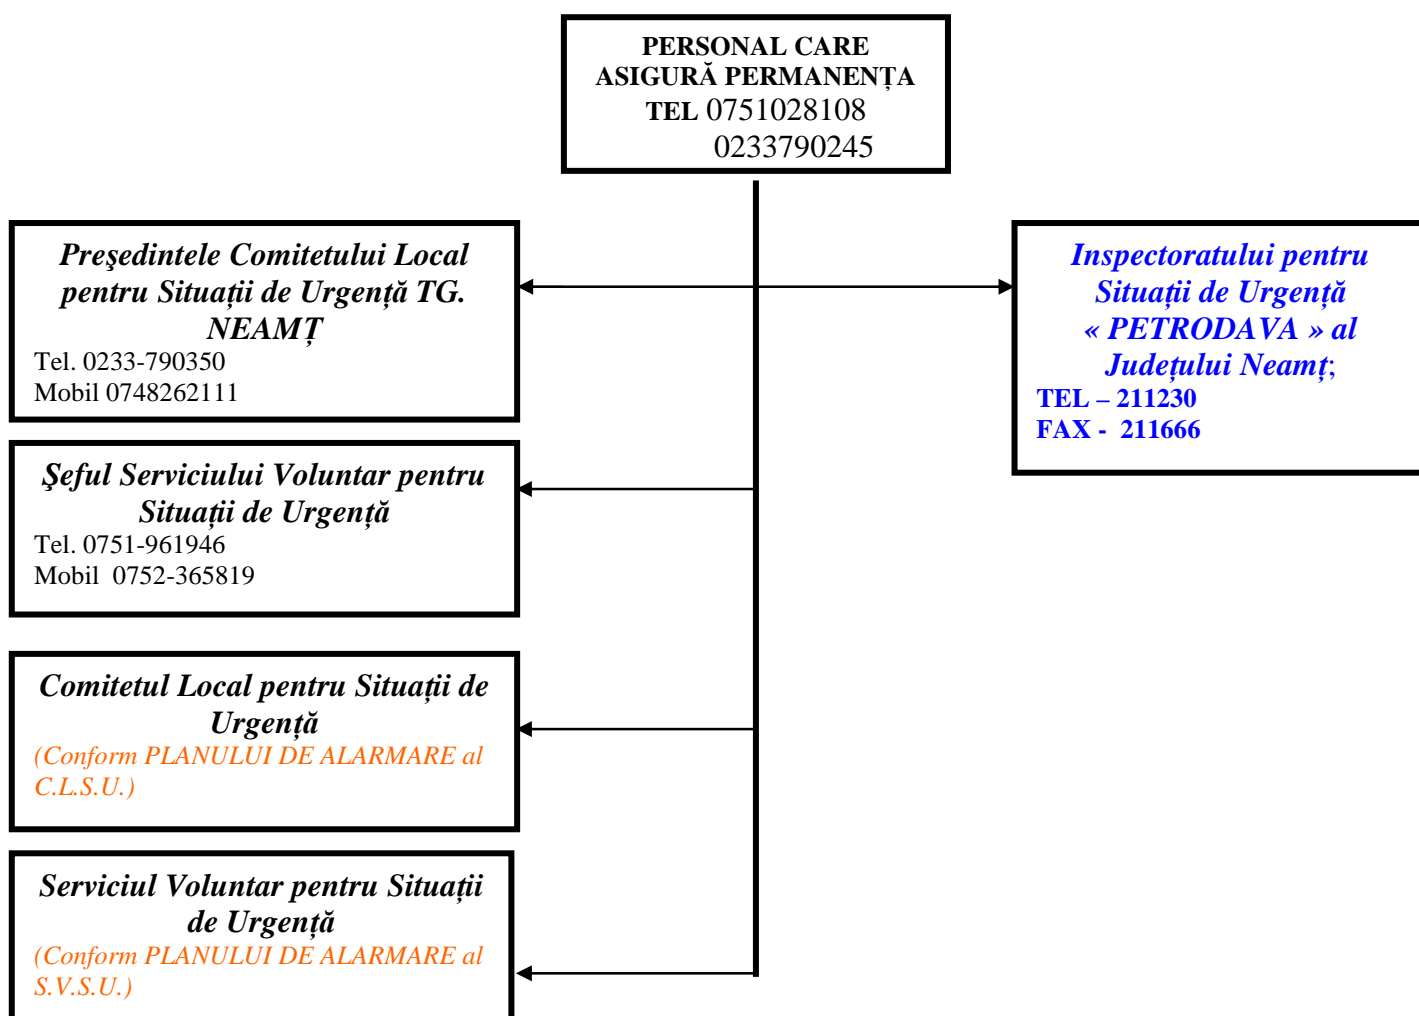 PERSONAL CARE
ASIGURĂ PERMANENȚA
TEL 0751028108
0233790245
Preşedintele Comitetului Local
pentru Situații de Urgență TG.
NEAMȚ
Tel. 0233-790350
Mobil 0748262111
Inspectoratului pentru
Situații de Urgență
« PETRODAVA » al
Județului Neamț;
TEL – 211230
FAX - 211666
Şeful Serviciului Voluntar pentru
Situații de Urgență
Tel. 0751-961946
Mobil 0752-365819
Comitetul Local pentru Situații de
Urgență
(Conform PLANULUI DE ALARMARE al
C.L.S.U.)
Serviciul Voluntar pentru Situații
de Urgență
(Conform PLANULUI DE ALARMARE al
S.V.S.U.)